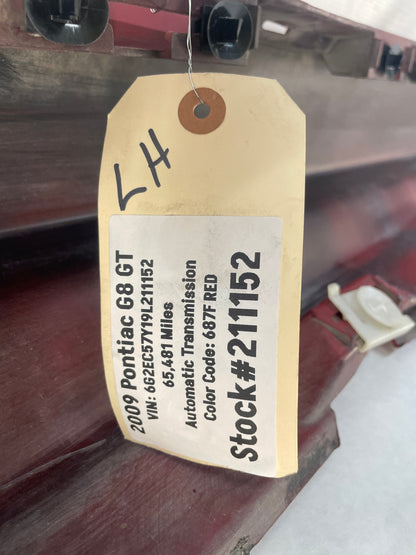 LH
2009 Pontiac G8 GT
VIN: 6G2EC57Y19L211152
65,481 Miles
Automatic Transmission
Color Code: 687F RED
Stock#211152